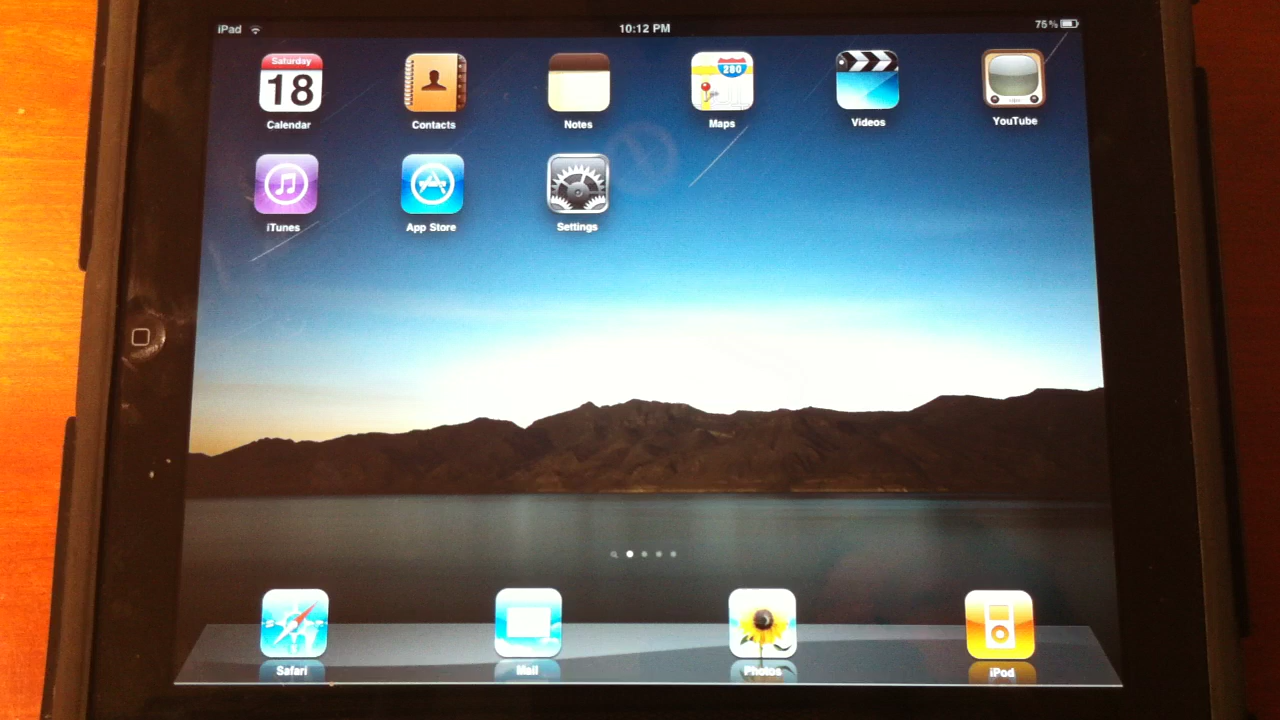 iPad 10:12 PM 75%
Saturday
18
280
Calendar Contacts Notes Maps Videos YouTube
iTunes App Store Settings
Safari Mail Photos iPod